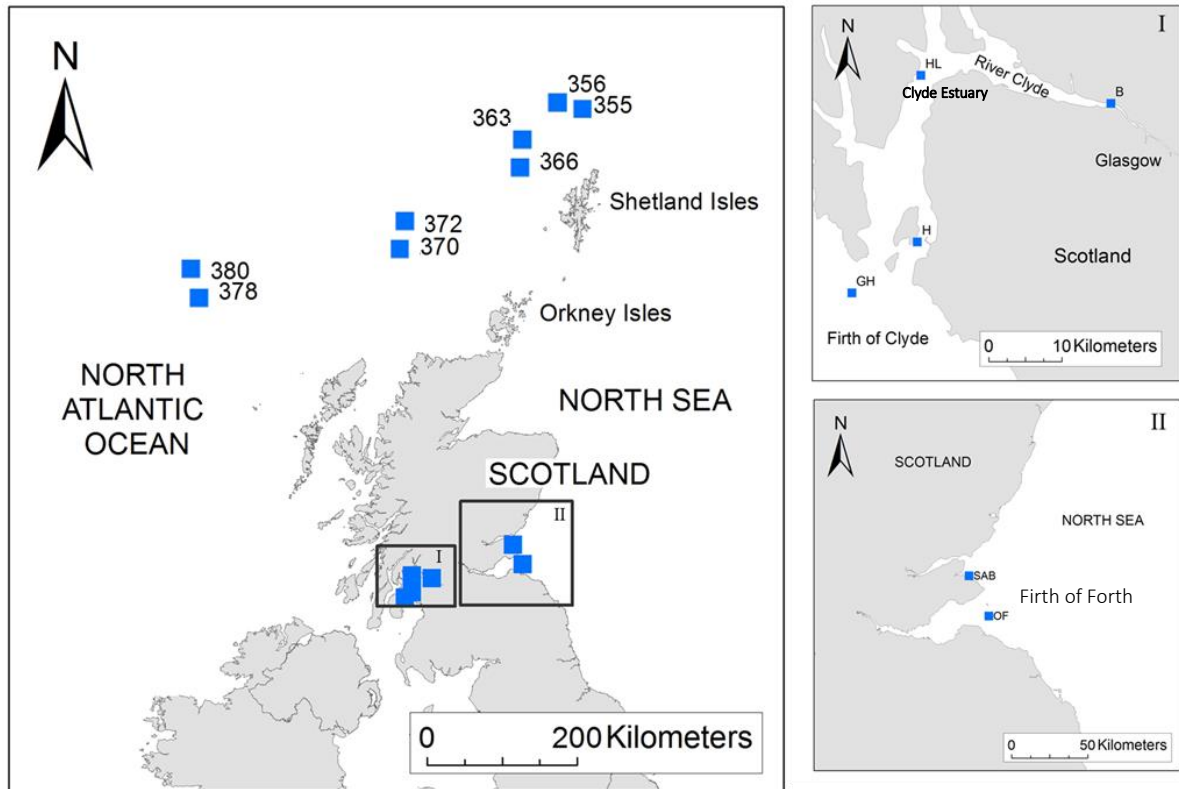 N
356
355
363
366
Shetland Isles
372
370
380
378
Orkney Isles
NORTH
ATLANTIC
OCEAN
NORTH SEA
SCOTLAND
II
I
0
200 Kilometers
I
N
HL
River Clyde
Clyde Estuary
B
Glasgow
H
Scotland
GH
Firth of Clyde
0
10 Kilometers
II
N
SCOTLAND
NORTH SEA
SAB
Firth of Forth
OF
0
50 Kilometers